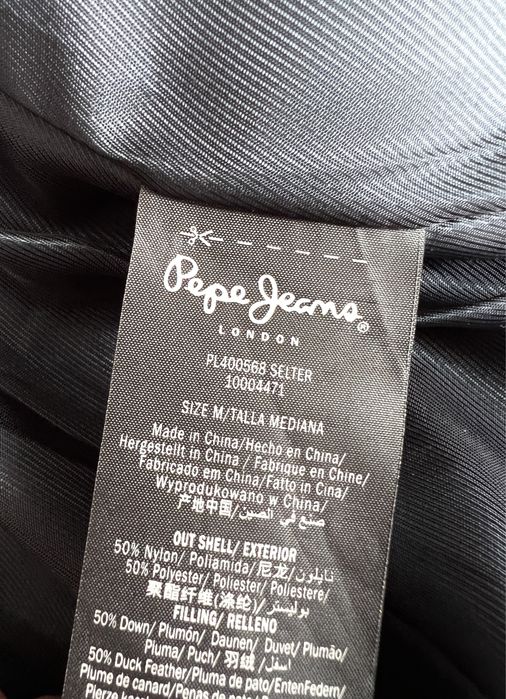 Pepe Jeans®
LONDON
PL400568 SELTER
10004471
SIZE M/TALLA MEDIANA
Made in China/Hecho en China/
Hergestellt in China / Fabriqué en Chine/
Fabricado em China/Fatto in Cina/
Wyprodukowano w China/
产地中国/صنع في الصين
OUT SHELL/ EXTERIOR
50% Nylon/ Poliamida/ 尼龙/نايلون
50% Polyester/ Poliester/ Poliestere/
聚酯纤维(涤纶)/بوليستر
FILLING/ RELLENO
50% Down/ Plumón/ Daunen/ Duvet/ Plumão/
Piuma/ Puch/ 羽绒 /أسفل
50% Duck Feather/Pluma de pato/EntenFedern/
Plume de canard/Penas de pato/